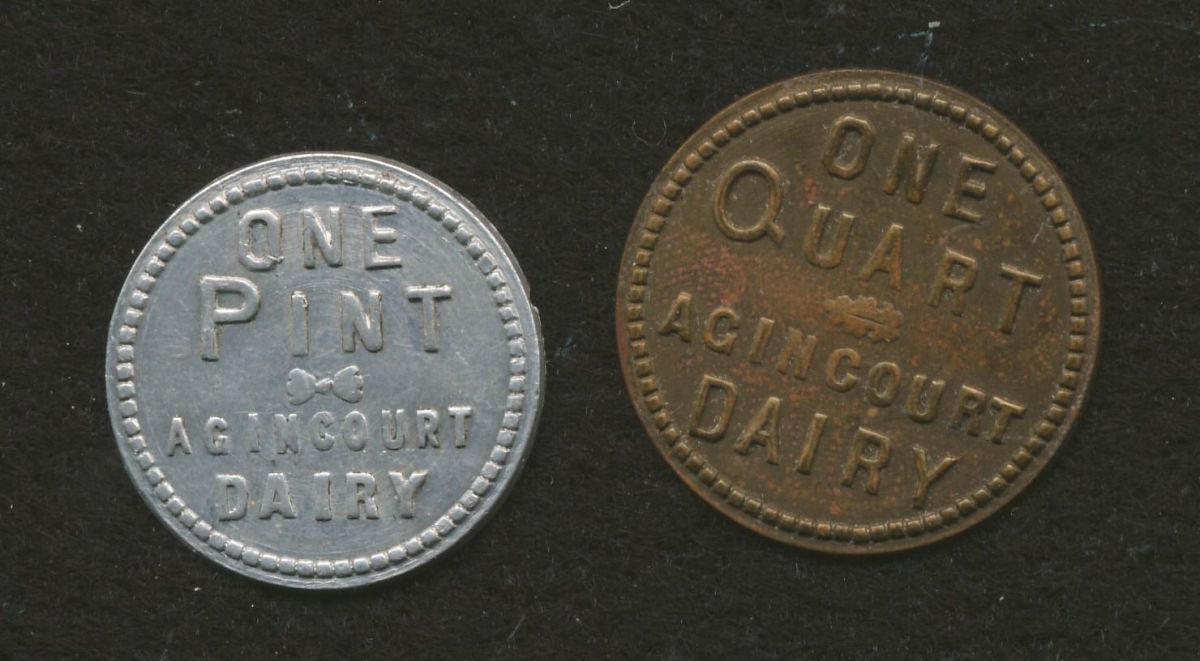 ONE
PINT
AGINCOURT
DAIRY
ONE
QUART
AGINCOURT
DAIRY